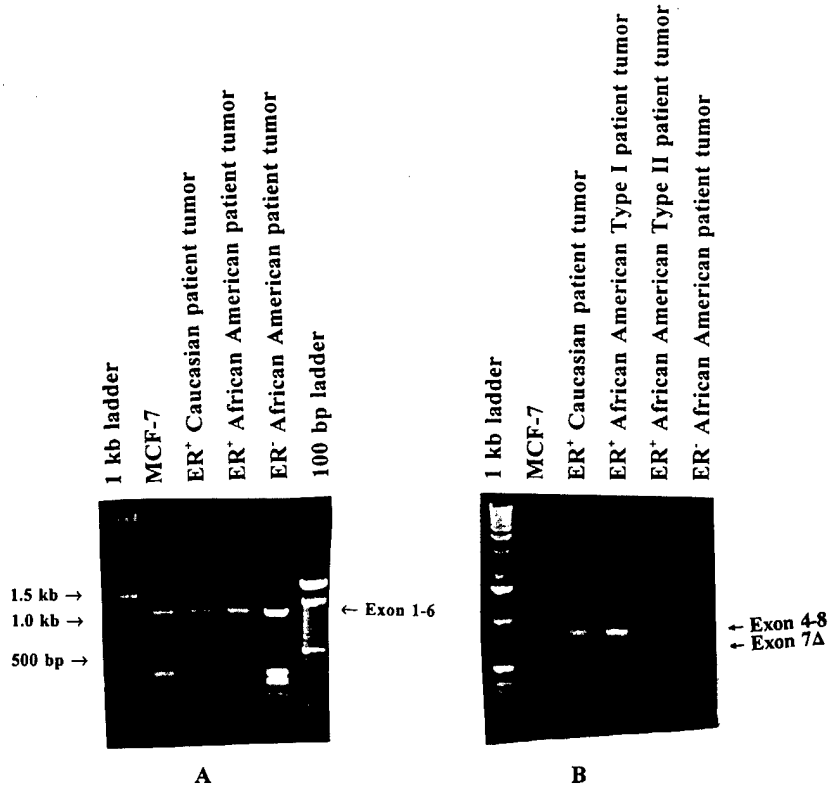 1 kb ladder
MCF-7
ER⁺ Caucasian patient tumor
ER⁺ African American patient tumor
ER⁻ African American patient tumor
100 bp ladder
1.5 kb →
1.0 kb →
500 bp →
← Exon 1-6
A
1 kb ladder
MCF-7
ER⁺ Caucasian patient tumor
ER⁺ African American Type I patient tumor
ER⁺ African American Type II patient tumor
ER⁻ African American patient tumor
← Exon 4-8
← Exon 7Δ
B